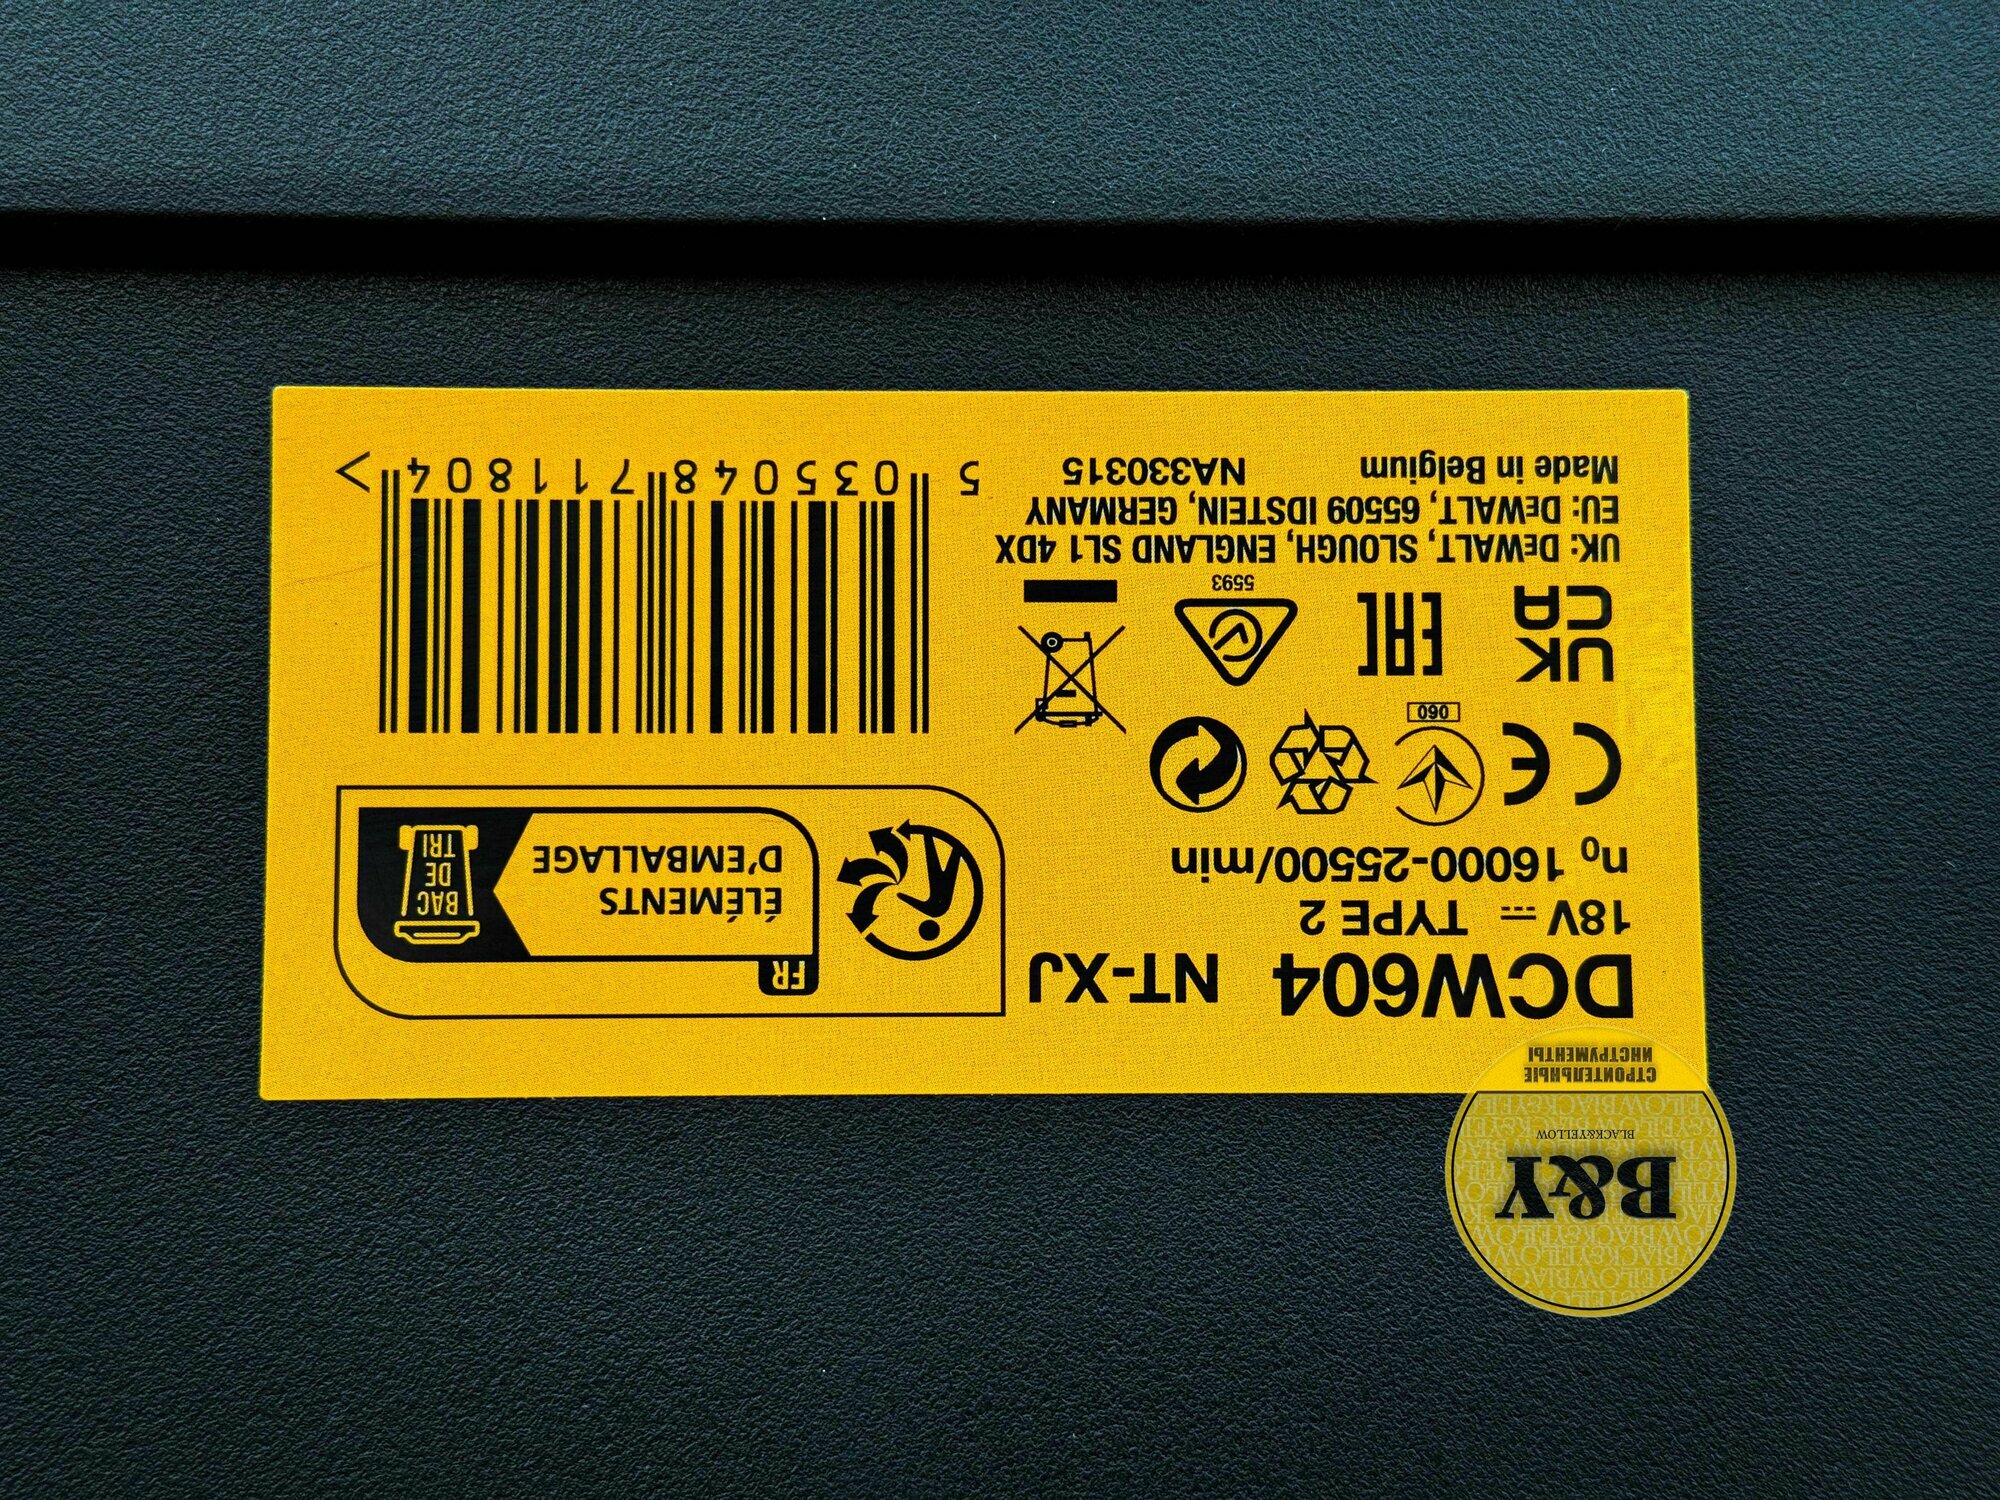 B&Y
BLACK&YELLOW
СТРОИТЕЛЬНЫЕ
ИНСТРУМЕНТЫ
DCW604 NT-XJ
18V TYPE 2
n₀ 16000-25500/min
CE
060
UK
CA
EAC
5593
UK: DEWALT, SLOUGH, ENGLAND SL1 4DX
EU: DEWALT, 65509 IDSTEIN, GERMANY
Made in Belgium NA330315
FR
ÉLÉMENTS
D'EMBALLAGE
BAC
DE
TRI
5 035048 711804 >